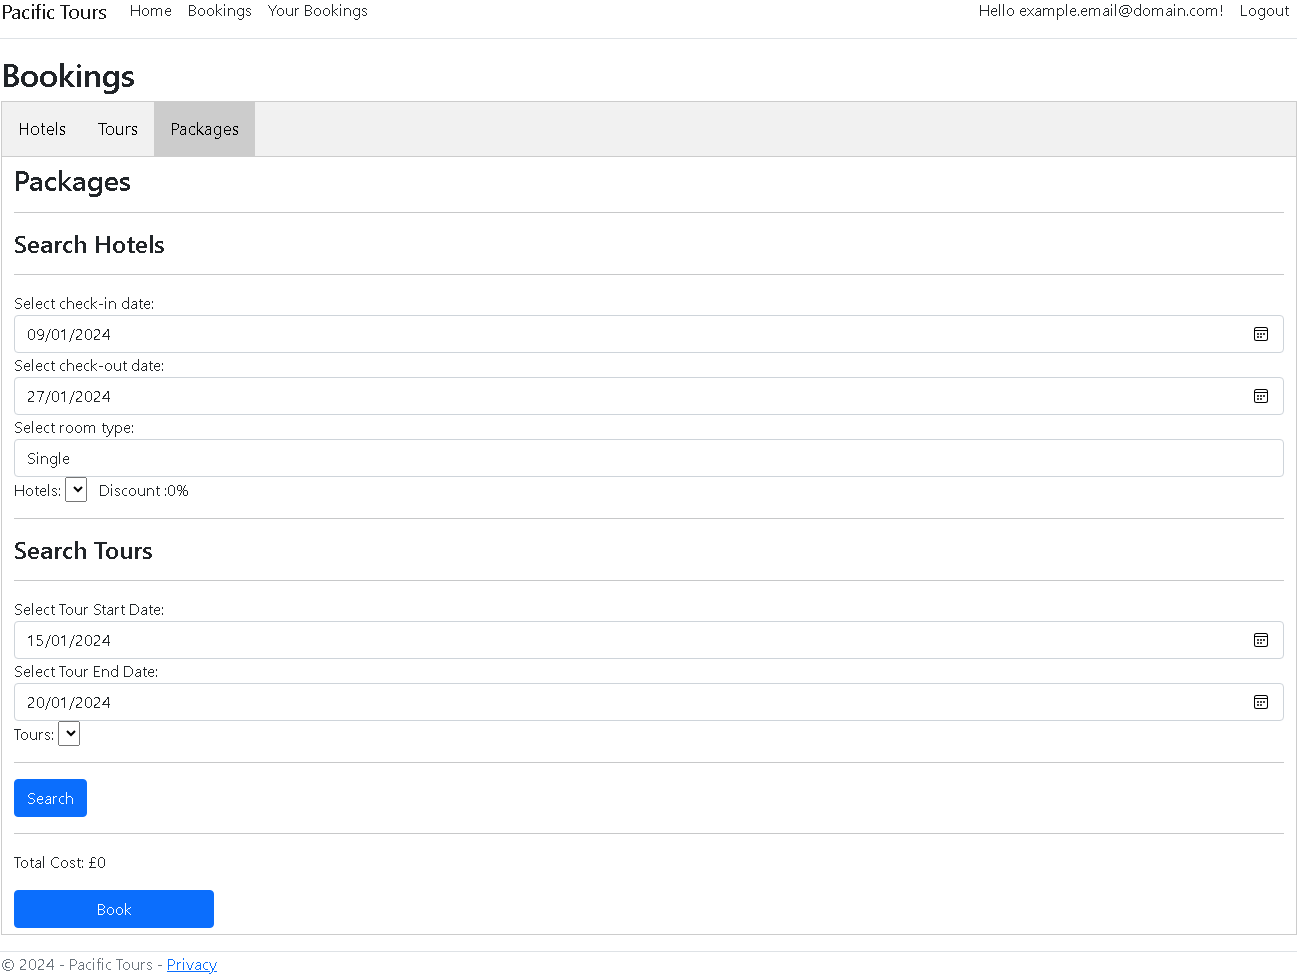 Pacific Tours Home Bookings Your Bookings Hello example.email@domain.com! Logout
Bookings
Hotels Tours Packages
Packages
Search Hotels
Select check-in date:
09/01/2024
Select check-out date:
27/01/2024
Select room type:
Single
Hotels: Discount :0%
Search Tours
Select Tour Start Date:
15/01/2024
Select Tour End Date:
20/01/2024
Tours:
Search
Total Cost: £0
Book
© 2024 - Pacific Tours - Privacy